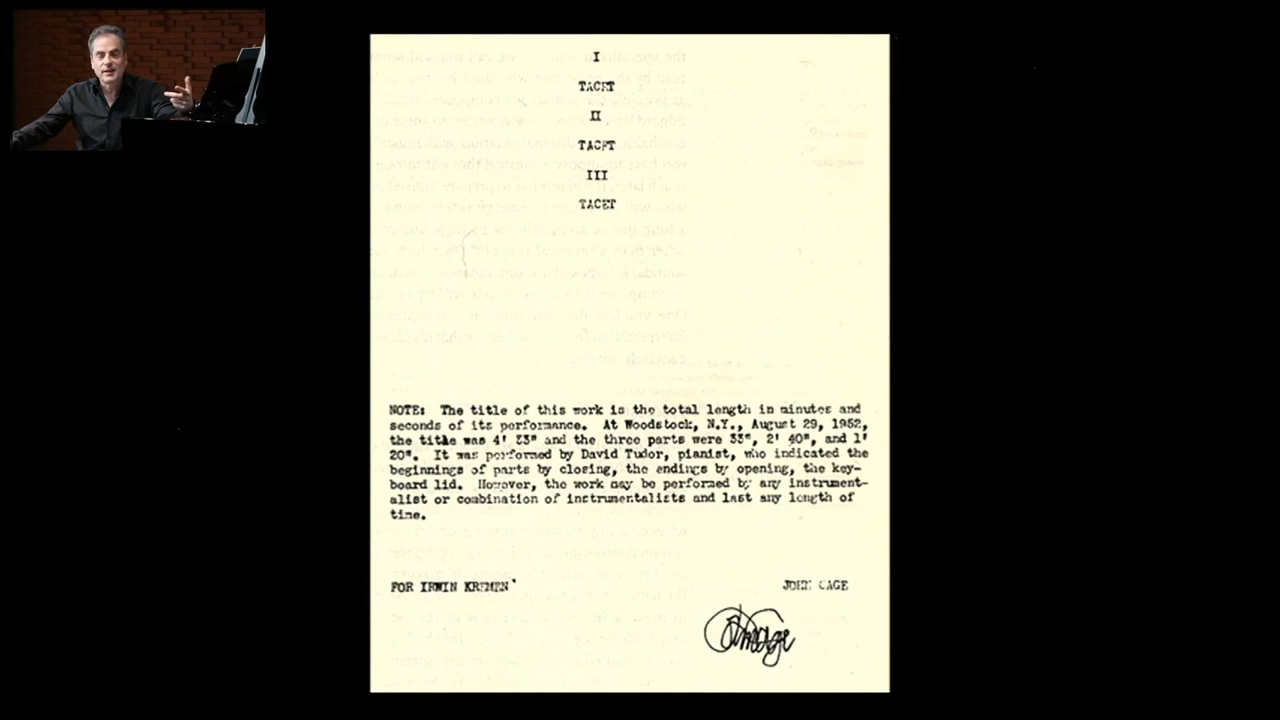 I
TACET
II
TACET
III
TACET
NOTE: The title of this work is the total length in minutes and
seconds of its performance. At Woodstock, N.Y., August 29, 1952,
the title was 4' 33" and the three parts were 33", 2' 40", and 1'
20". It was performed by David Tudor, pianist, who indicated the
beginnings of parts by closing, the endings by opening, the key-
board lid. However, the work may be performed by any instrument-
alist or combination of instrumentalists and last any length of
time.
FOR IRWIN KREMEN
JOHN CAGE